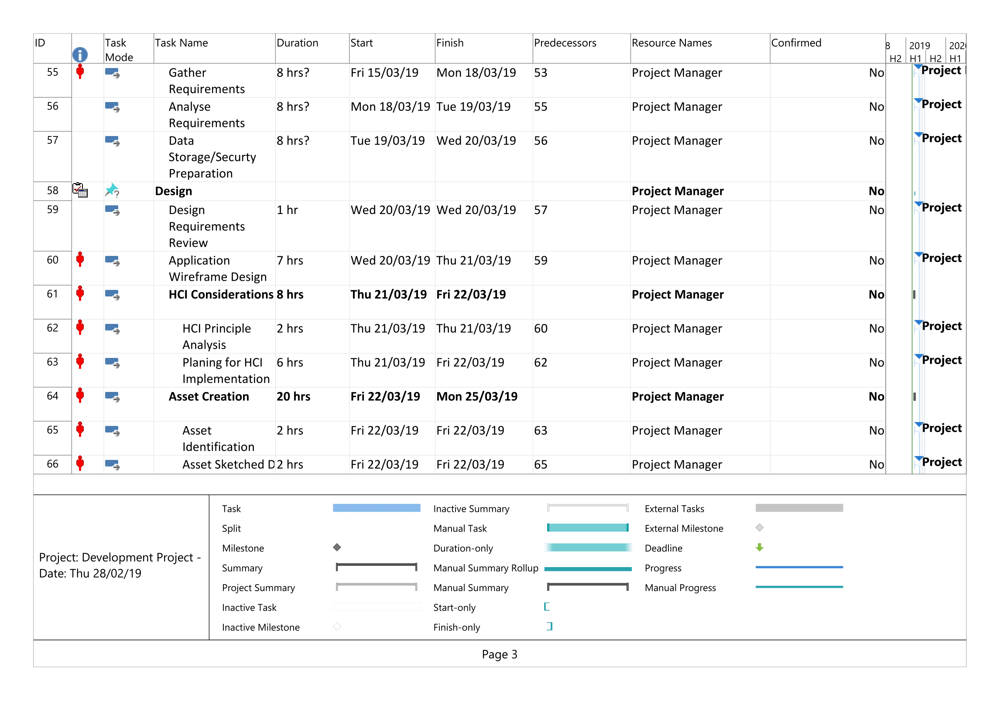 ID Task Mode Task Name Duration Start Finish Predecessors Resource Names Confirmed
8 2019 202
H2 H1 H2 H1
55 Gather Requirements 8 hrs? Fri 15/03/19 Mon 18/03/19 53 Project Manager No Project
56 Analyse Requirements 8 hrs? Mon 18/03/19 Tue 19/03/19 55 Project Manager No Project
57 Data Storage/Securty Preparation 8 hrs? Tue 19/03/19 Wed 20/03/19 56 Project Manager No Project
58 Design Project Manager No
59 Design Requirements Review 1 hr Wed 20/03/19 Wed 20/03/19 57 Project Manager No Project
60 Application Wireframe Design 7 hrs Wed 20/03/19 Thu 21/03/19 59 Project Manager No Project
61 HCI Considerations 8 hrs Thu 21/03/19 Fri 22/03/19 Project Manager No
62 HCI Principle Analysis 2 hrs Thu 21/03/19 Thu 21/03/19 60 Project Manager No Project
63 Planing for HCI Implementation 6 hrs Thu 21/03/19 Fri 22/03/19 62 Project Manager No Project
64 Asset Creation 20 hrs Fri 22/03/19 Mon 25/03/19 Project Manager No
65 Asset Identification 2 hrs Fri 22/03/19 Fri 22/03/19 63 Project Manager No Project
66 Asset Sketched D 2 hrs Fri 22/03/19 Fri 22/03/19 65 Project Manager No Project
Project: Development Project -
Date: Thu 28/02/19
Task
Split
Milestone
Summary
Project Summary
Inactive Task
Inactive Milestone
Inactive Summary
Manual Task
Duration-only
Manual Summary Rollup
Manual Summary
Start-only
Finish-only
External Tasks
External Milestone
Deadline
Progress
Manual Progress
Page 3